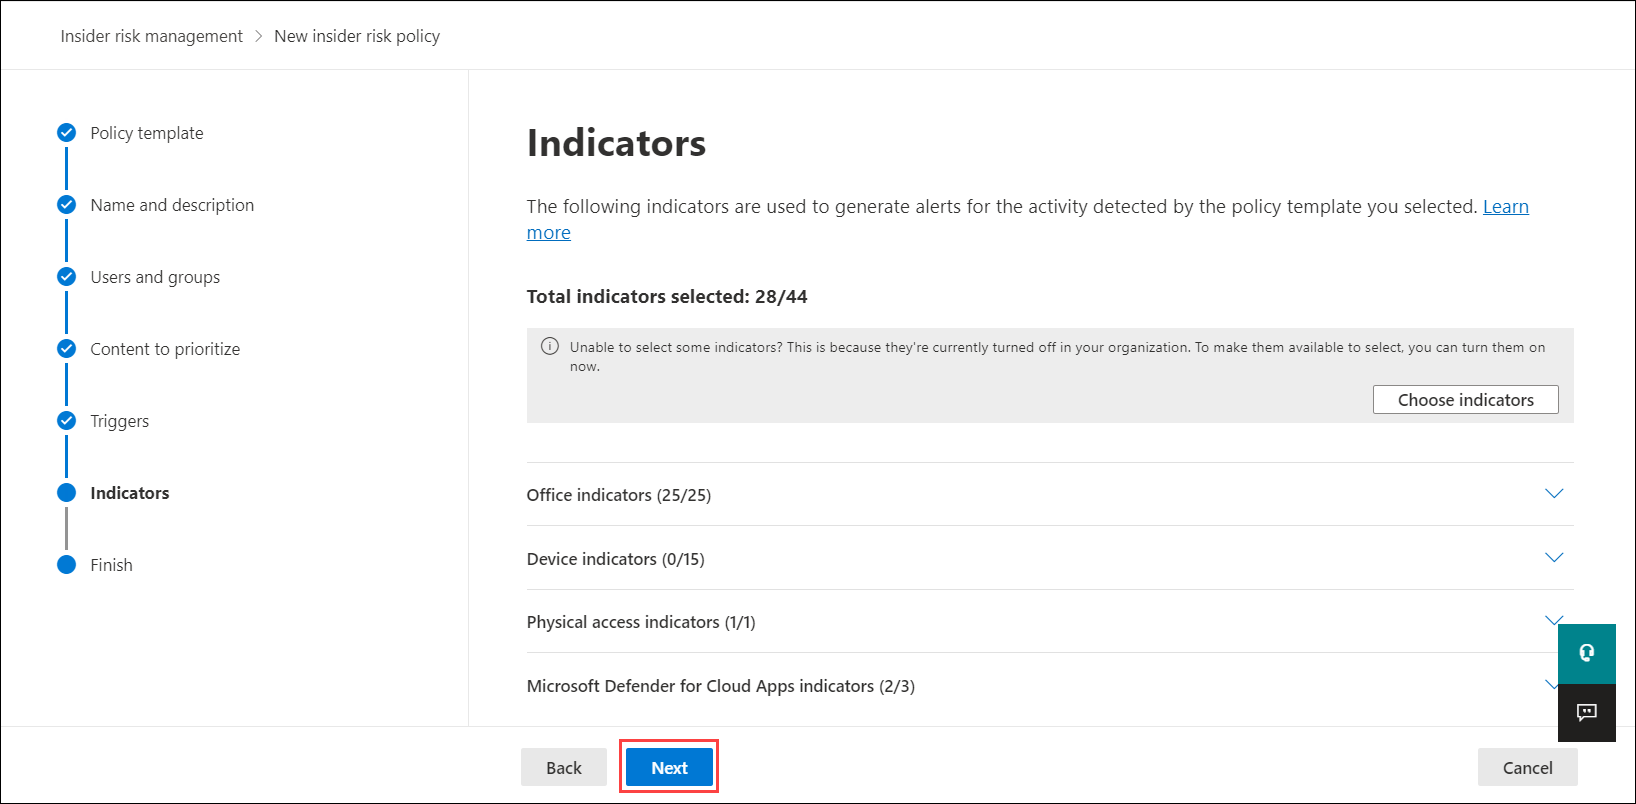 Insider risk management > New insider risk policy
Policy template
Name and description
Users and groups
Content to prioritize
Triggers
Indicators
Finish
Indicators
The following indicators are used to generate alerts for the activity detected by the policy template you selected. Learn
more
Total indicators selected: 28/44
Unable to select some indicators? This is because they're currently turned off in your organization. To make them available to select, you can turn them on
now.
Choose indicators
Office indicators (25/25)
Device indicators (0/15)
Physical access indicators (1/1)
Microsoft Defender for Cloud Apps indicators (2/3)
Back
Next
Cancel